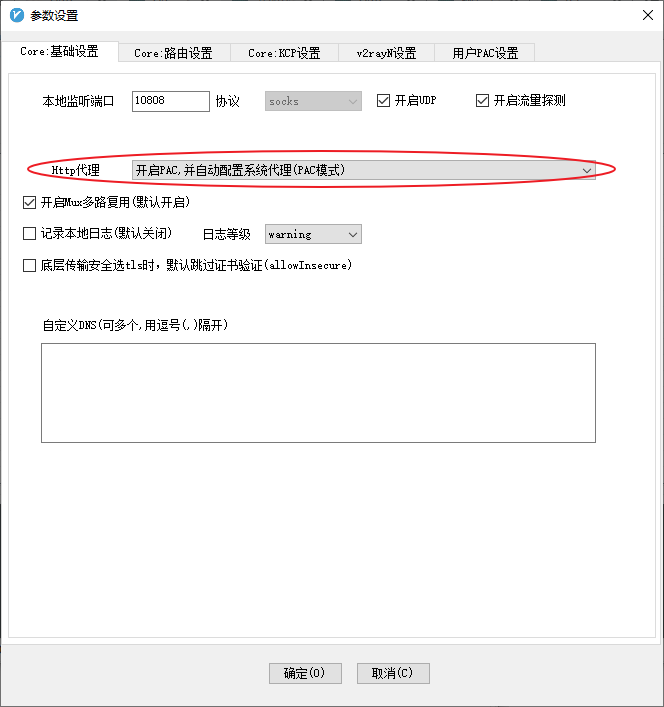 参数设置
Core:基础设置 Core:路由设置 Core:KCP设置 v2rayN设置 用户PAC设置
本地监听端口 10808 协议 socks 开启UDP 开启流量探测
Http代理 开启PAC,并自动配置系统代理(PAC模式)
开启Mux多路复用(默认开启)
记录本地日志(默认关闭) 日志等级 warning
底层传输安全选tls时，默认跳过证书验证(allowInsecure)
自定义DNS(可多个,用逗号(,)隔开)
确定(O) 取消(C)